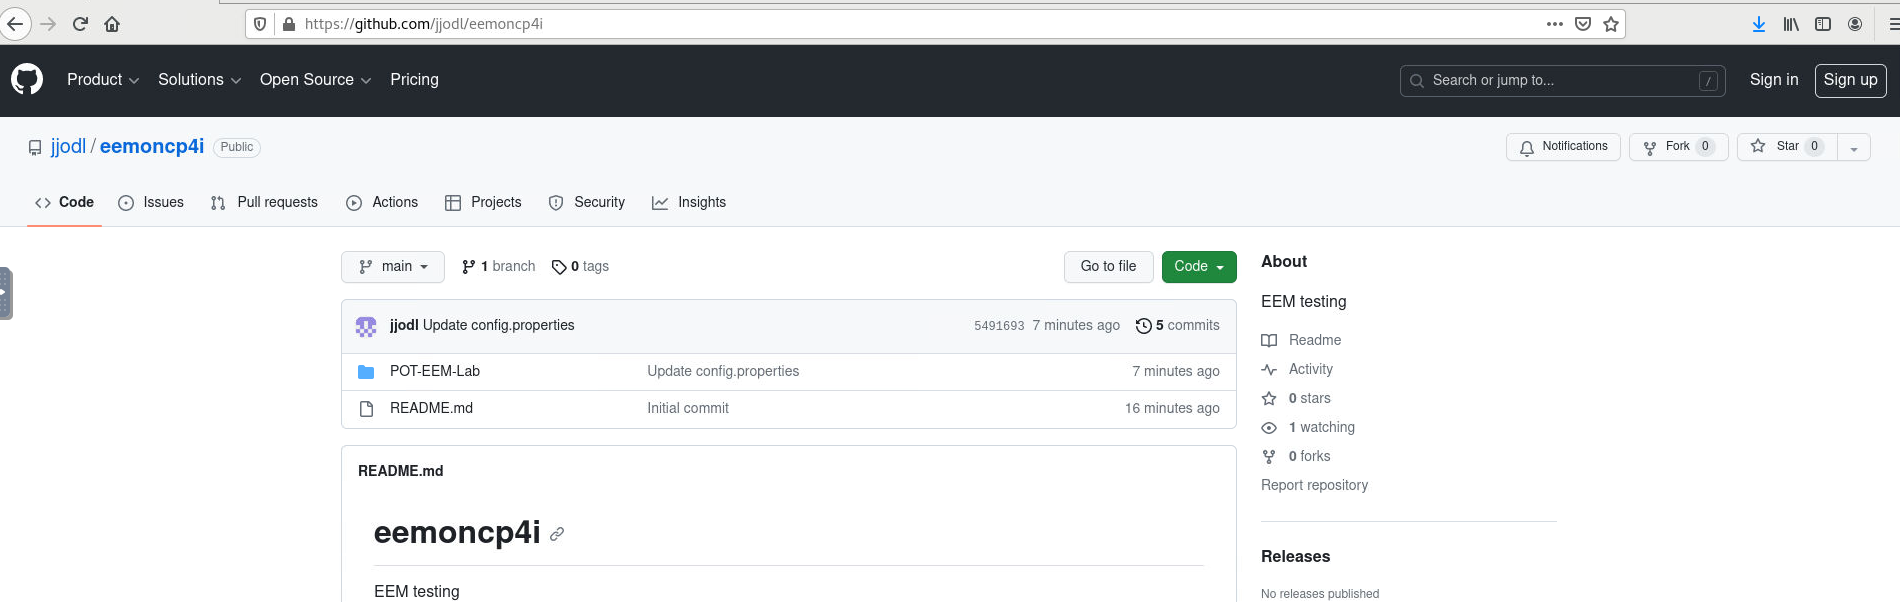 https://github.com/jjodl/eemoncp4i
Product Solutions Open Source Pricing Search or jump to... / Sign in Sign up
jjodl / eemoncp4i Public Notifications Fork 0 Star 0
Code Issues Pull requests Actions Projects Security Insights
main 1 branch 0 tags Go to file Code
About
EEM testing
jjodl Update config.properties 5491693 7 minutes ago 5 commits
Readme
POT-EEM-Lab Update config.properties 7 minutes ago
Activity
0 stars
README.md Initial commit 16 minutes ago
1 watching
0 forks
README.md
Report repository
eemoncp4i
Releases
EEM testing
No releases published